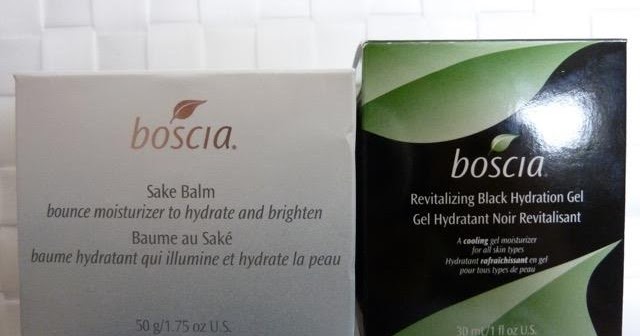 boscia.
Sake Balm
bounce moisturizer to hydrate and brighten
Baume au Saké
baume hydratant qui illumine et hydrate la peau
50 g/1.75 oz U.S.
boscia.
Revitalizing Black Hydration Gel
Gel Hydratant Noir Revitalisant
A cooling gel moisturizer
for all skin types
Hydratant rafraîchissant en gel
pour tous types de peau
30 ml/1 fl oz U.S.